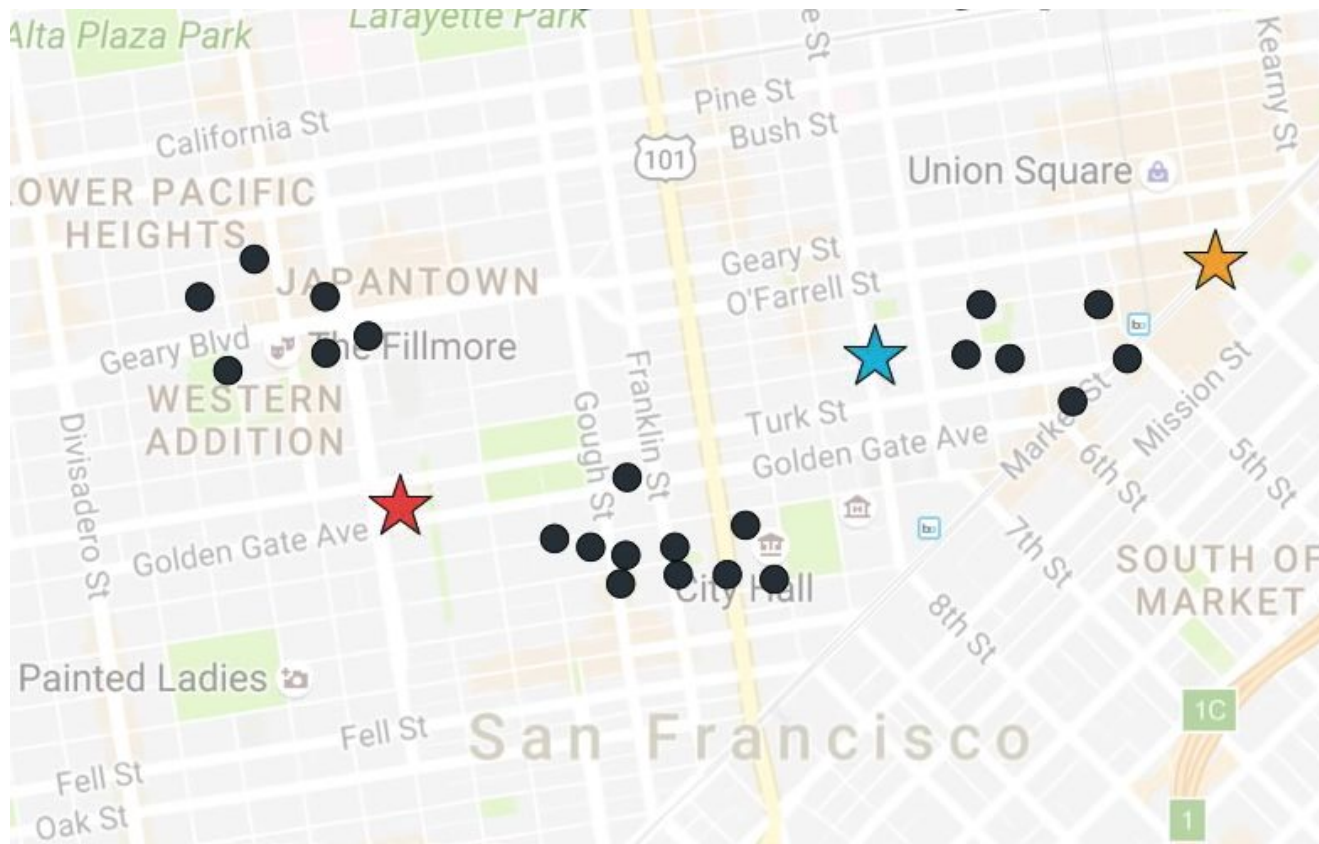 Alta Plaza Park
Lafayette Park
e St
Kearny St
Pine St
Bush St
California St
101
Union Square
OWER PACIFIC
HEIGHTS
JAPANTOWN
Geary St
O'Farrell St
Geary Blvd
The Fillmore
WESTERN
ADDITION
Divisadero St
Gough St
Franklin St
Turk St
Golden Gate Ave
Market St
Mission St
5th St
6th St
7th St
8th St
Golden Gate Ave
City Hall
SOUTH OF
MARKET
Painted Ladies
Fell St
San Francisco
1C
Fell St
Oak St
1